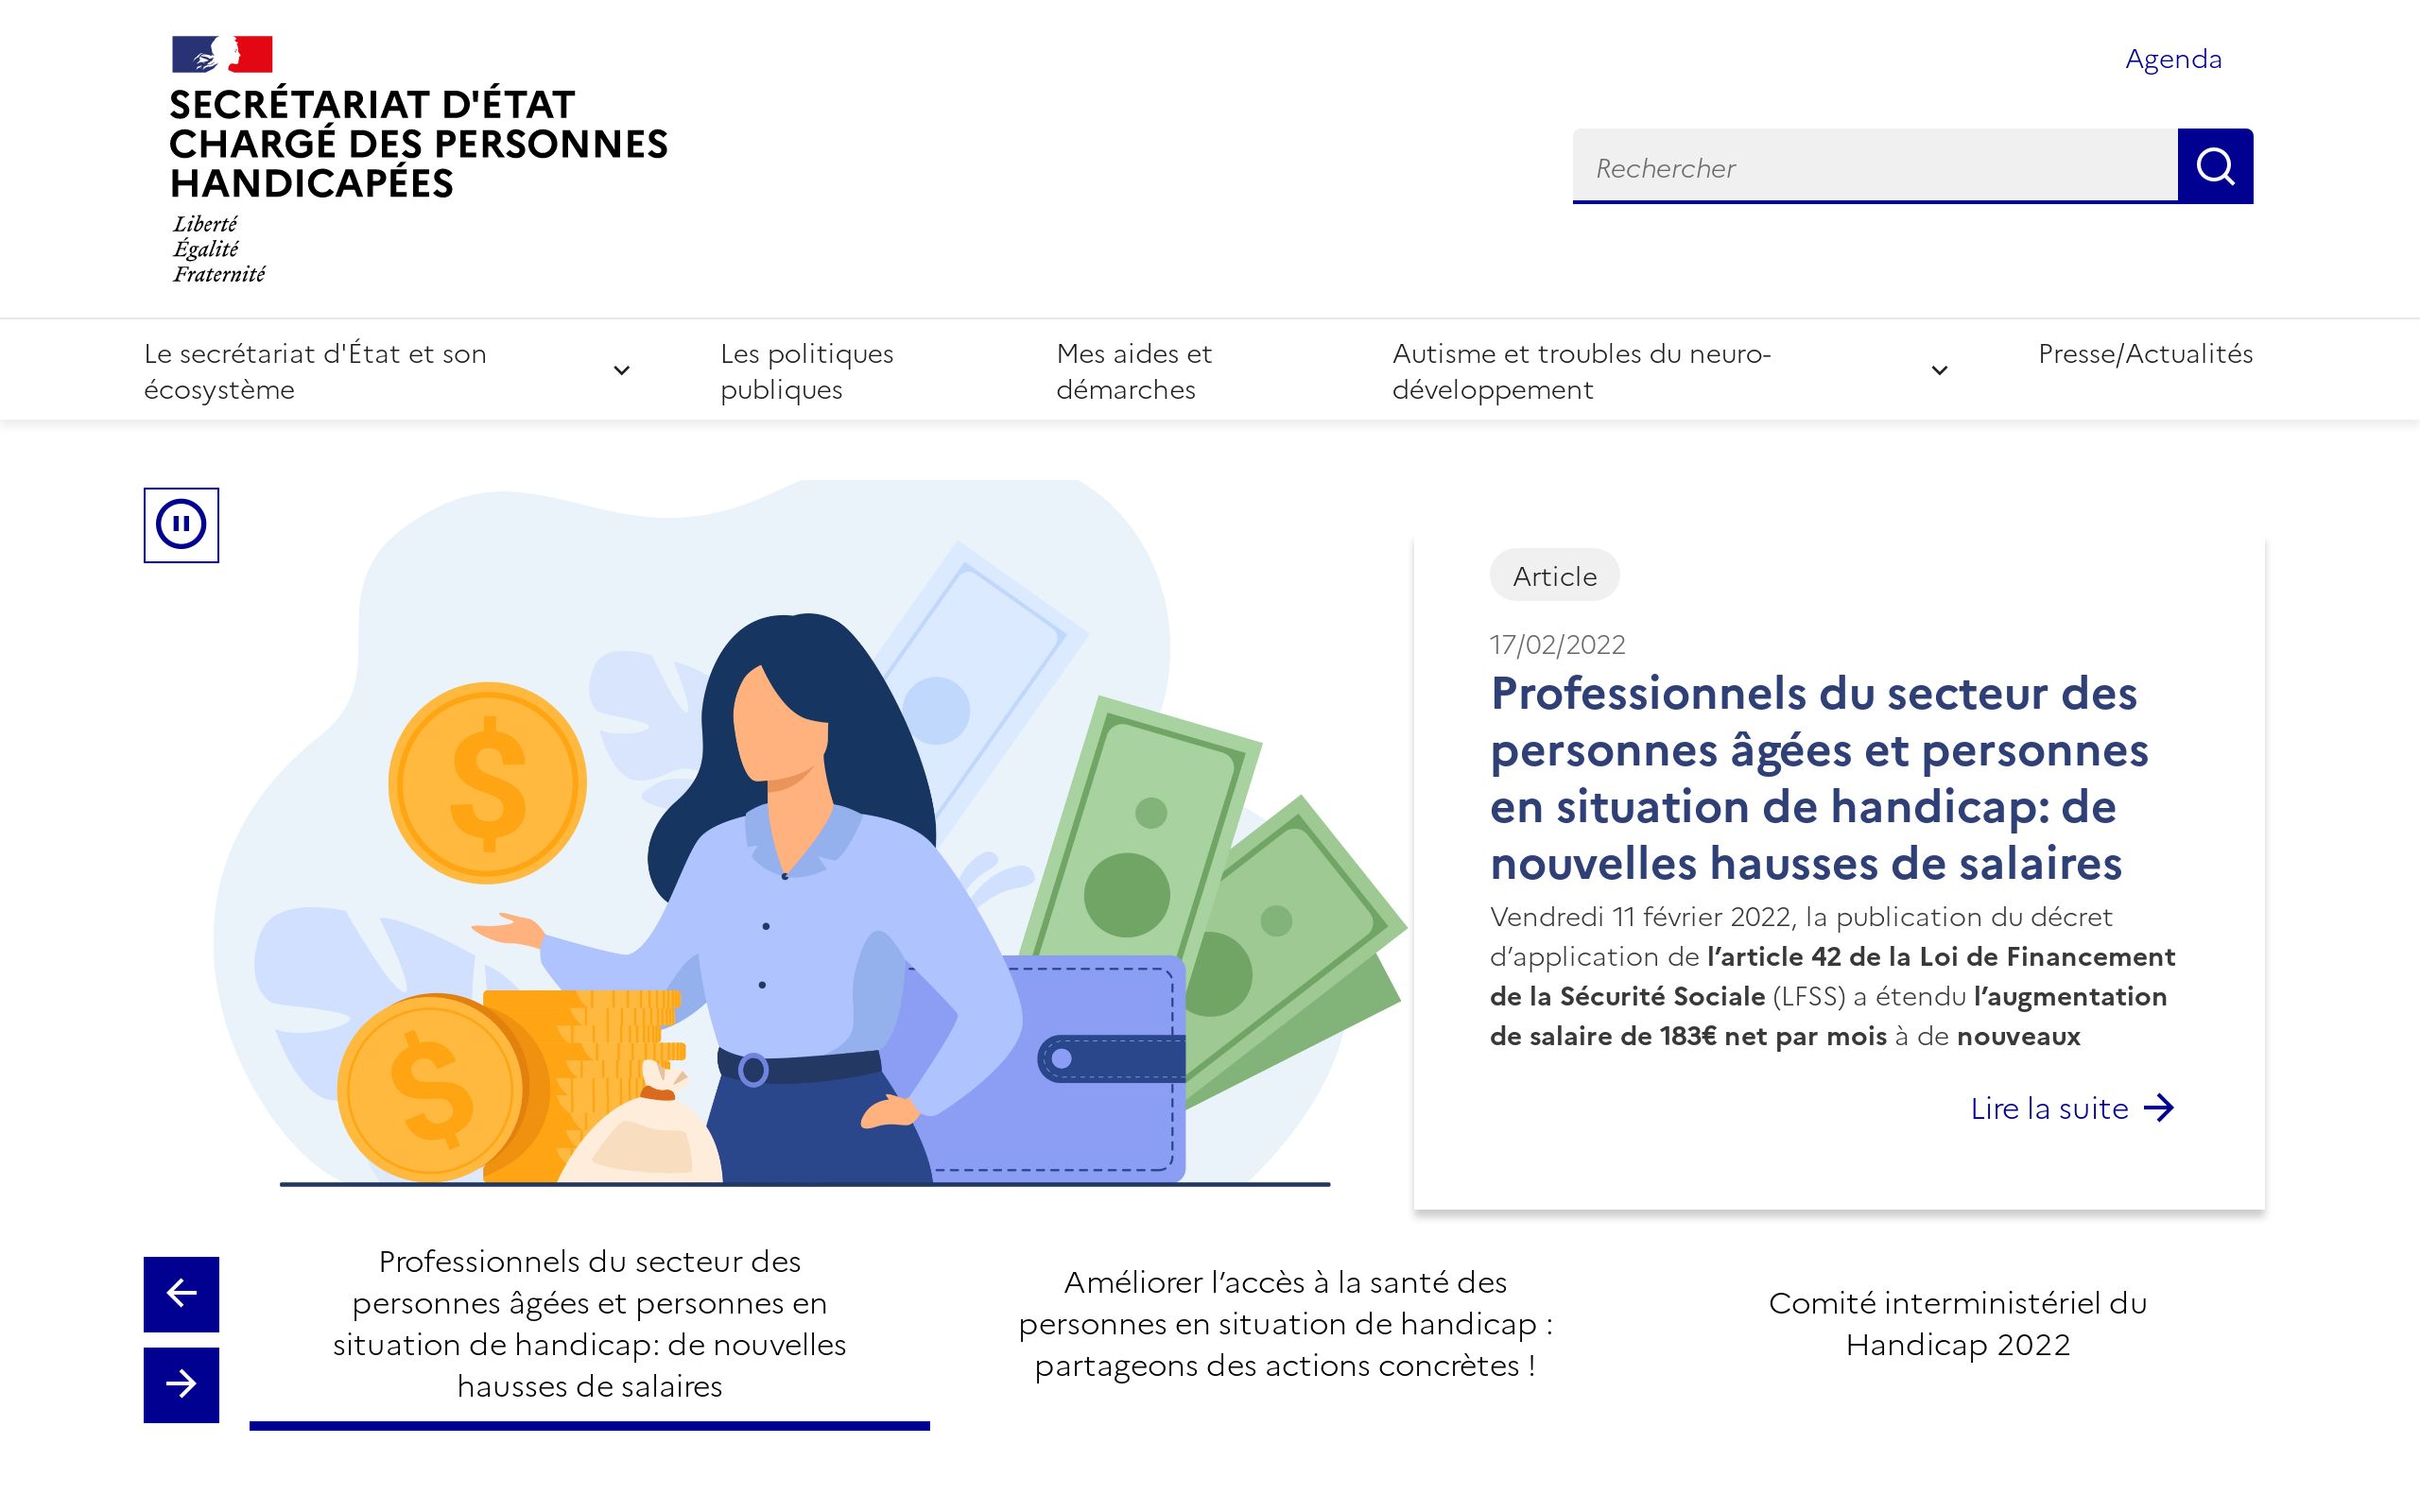 SECRÉTARIAT D'ÉTAT
CHARGÉ DES PERSONNES
HANDICAPÉES
Liberté
Égalité
Fraternité
Agenda
Rechercher
Le secrétariat d'État et son
écosystème
Les politiques
publiques
Mes aides et
démarches
Autisme et troubles du neuro-
développement
Presse/Actualités
$
$
Article
17/02/2022
Professionnels du secteur des
personnes âgées et personnes
en situation de handicap: de
nouvelles hausses de salaires
Vendredi 11 février 2022, la publication du décret
d’application de l’article 42 de la Loi de Financement
de la Sécurité Sociale (LFSS) a étendu l’augmentation
de salaire de 183€ net par mois à de nouveaux
Lire la suite
Professionnels du secteur des
personnes âgées et personnes en
situation de handicap: de nouvelles
hausses de salaires
Améliorer l’accès à la santé des
personnes en situation de handicap :
partageons des actions concrètes !
Comité interministériel du
Handicap 2022